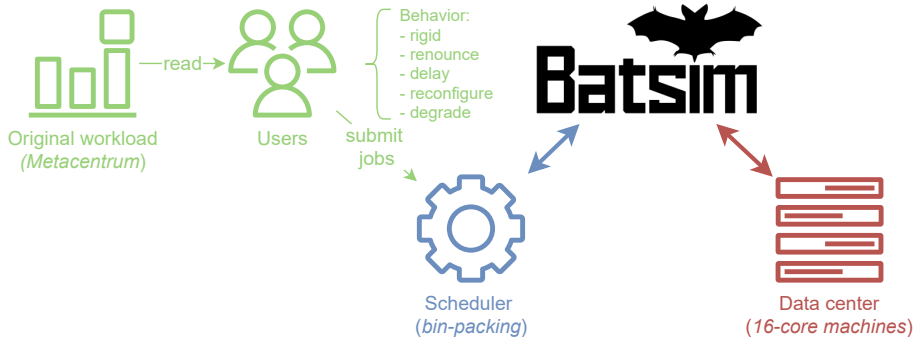 Original workload
(Metacentrum)
read
Users
Behavior:
- rigid
- renounce
- delay
- reconfigure
- degrade
submit
jobs
Batsim
Scheduler
(bin-packing)
Data center
(16-core machines)